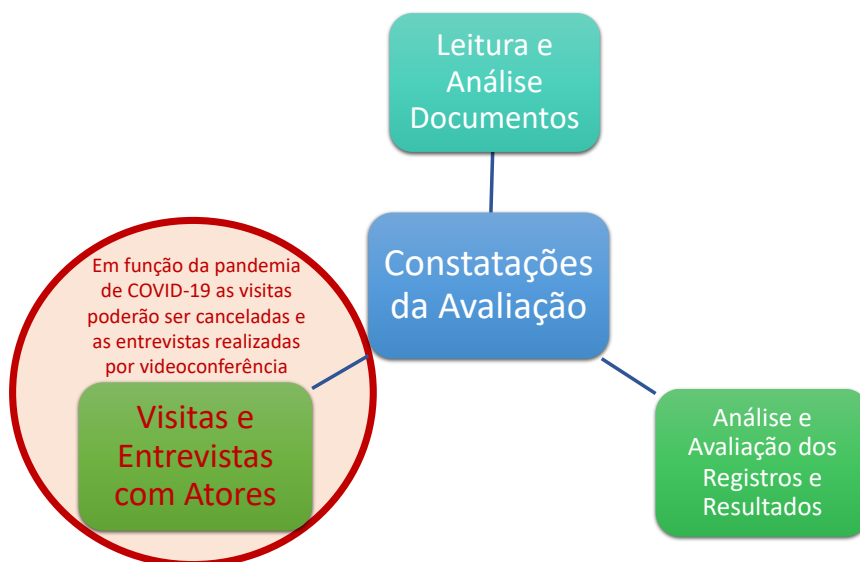 Leitura e
Análise
Documentos
Constatações
da Avaliação
Em função da pandemia
de COVID-19 as visitas
poderão ser canceladas e
as entrevistas realizadas
por videoconferência
Visitas e
Entrevistas
com Atores
Análise e
Avaliação dos
Registros e
Resultados